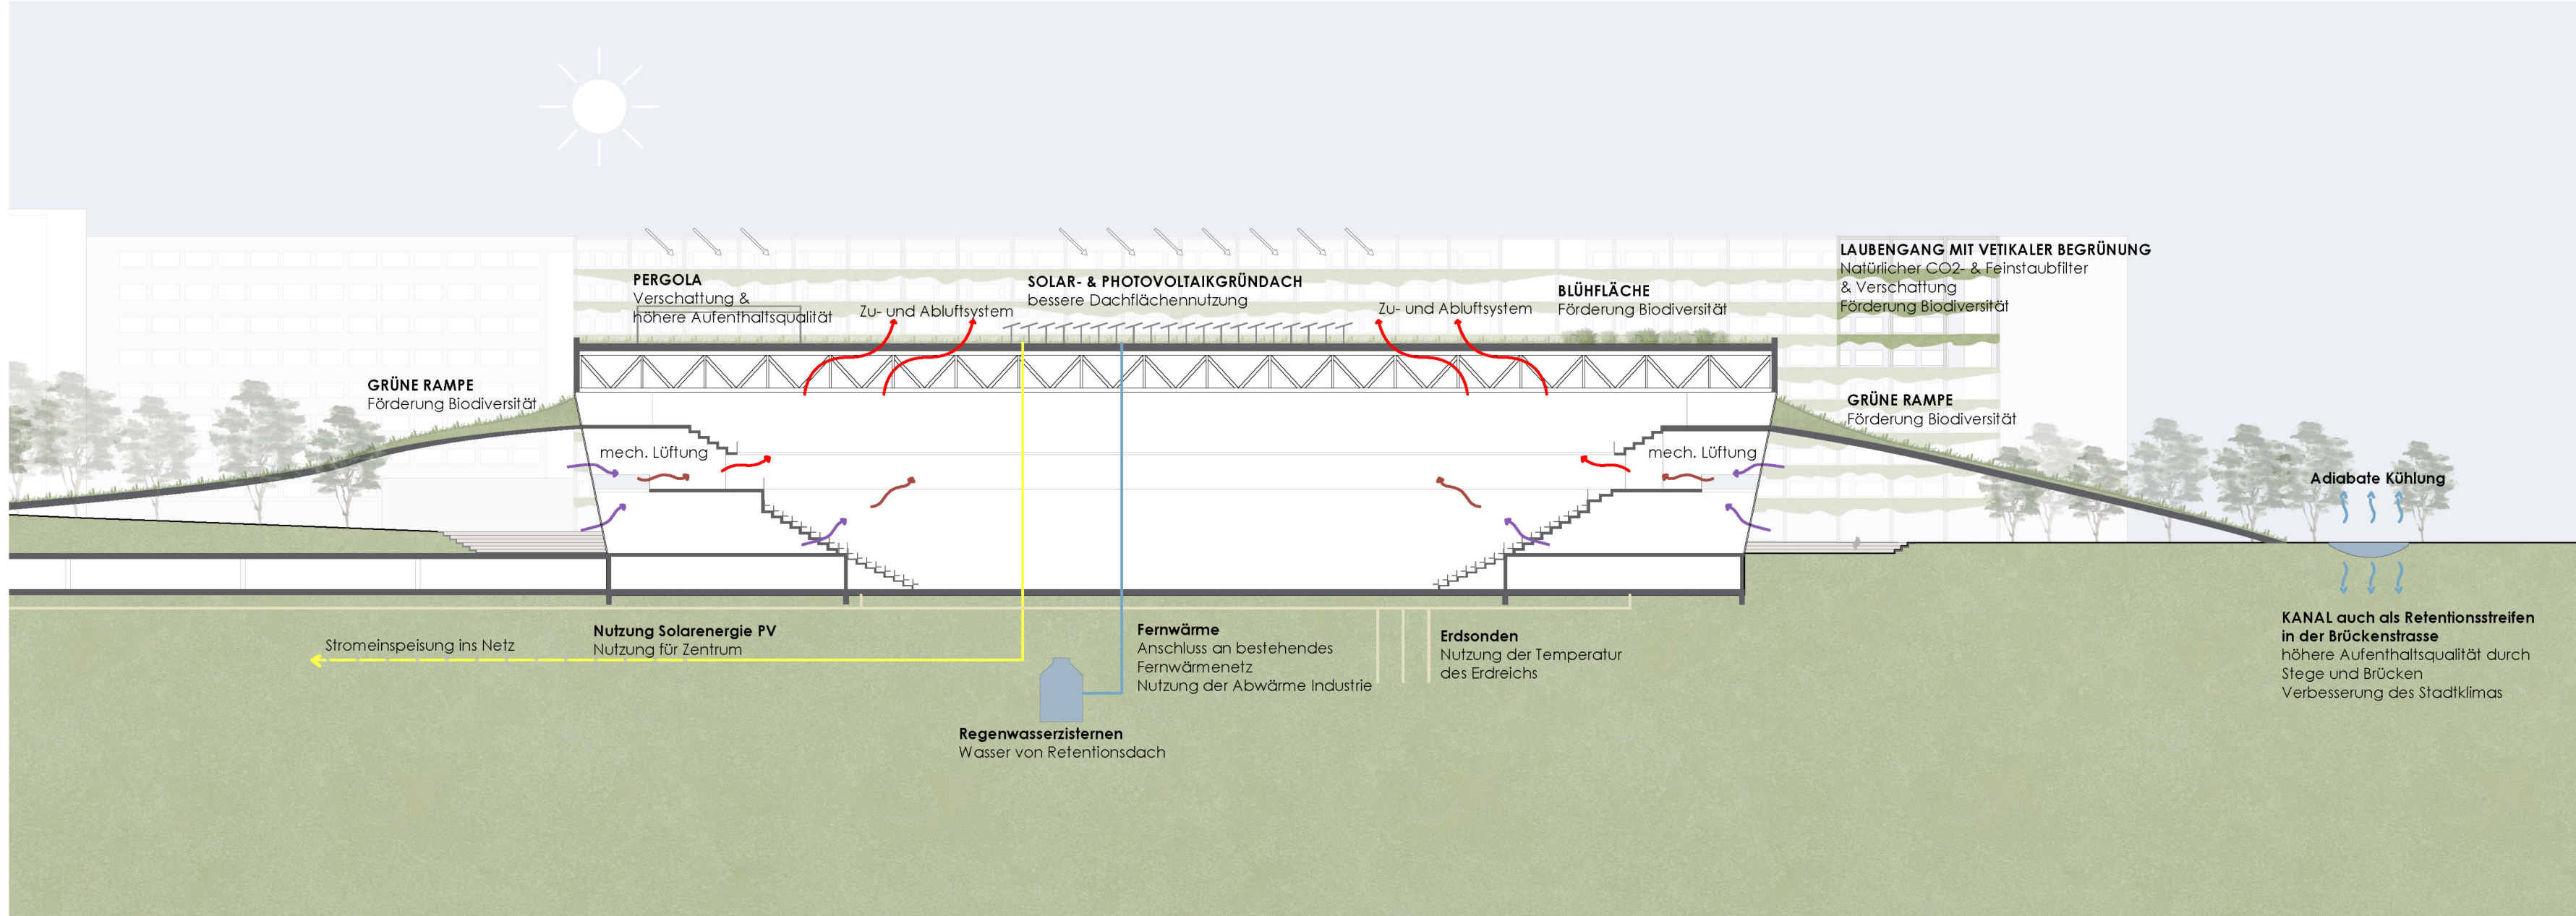 PERGOLA
Verschattung &
höhere Aufenthaltsqualität
Zu- und Abluftsystem
SOLAR- & PHOTOVOLTAIKGRÜNDACH
bessere Dachflächennutzung
Zu- und Abluftsystem
BLÜHFLÄCHE
Förderung Biodiversität
LAUBENGANG MIT VETIKALER BEGRÜNUNG
Natürlicher CO2- & Feinstaubfilter
& Verschattung
Förderung Biodiversität
GRÜNE RAMPE
Förderung Biodiversität
GRÜNE RAMPE
Förderung Biodiversität
mech. Lüftung
mech. Lüftung
Adiabate Kühlung
Stromeinspeisung ins Netz
Nutzung Solarenergie PV
Nutzung für Zentrum
Fernwärme
Anschluss an bestehendes
Fernwärmenetz
Nutzung der Abwärme Industrie
Erdsonden
Nutzung der Temperatur
des Erdreichs
KANAL auch als Retentionsstreifen
in der Brückenstrasse
höhere Aufenthaltsqualität durch
Stege und Brücken
Verbesserung des Stadtklimas
Regenwasserzisternen
Wasser von Retentionsdach